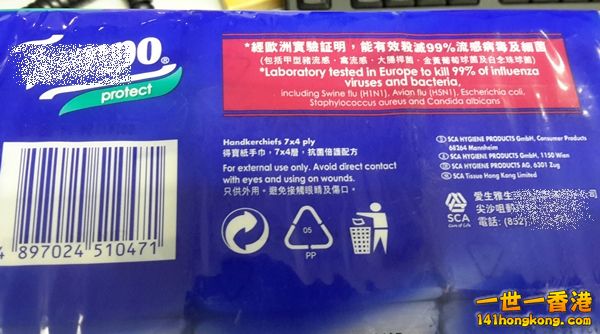 protect
*經歐洲實驗証明，能有效殺滅99%流感病毒及細菌
(包括甲型豬流感、禽流感、大腸桿菌、金黃葡萄球菌及白念珠球菌)
*Laboratory tested in Europe to kill 99% of influenza
viruses and bacteria,
including Swine flu (H1N1), Avian flu (H5N1), Escherichia coli,
Staphylococcus aureus and Candida albicans
Handkerchiefs 7x4 ply
得寶紙手巾，7x4層，抗菌倍護配方
For external use only. Avoid direct contact
with eyes and using on wounds.
只供外用。避免接觸眼睛及傷口。
05
PP
SCA HYGIENE PRODUCTS GmbH, Consumer Products
68264 Mannheim
SCA HYGIENE PRODUCTS GmbH, 1150 Wien
SCA HYGIENE PRODUCTS AG, 6301 Zug
SCA Tissue Hong Kong Limited
SCA
Care of Life
愛生雅生 公司
尖沙咀
電話: (852)
4 897024 510471
一世一香港
141hongkong.com